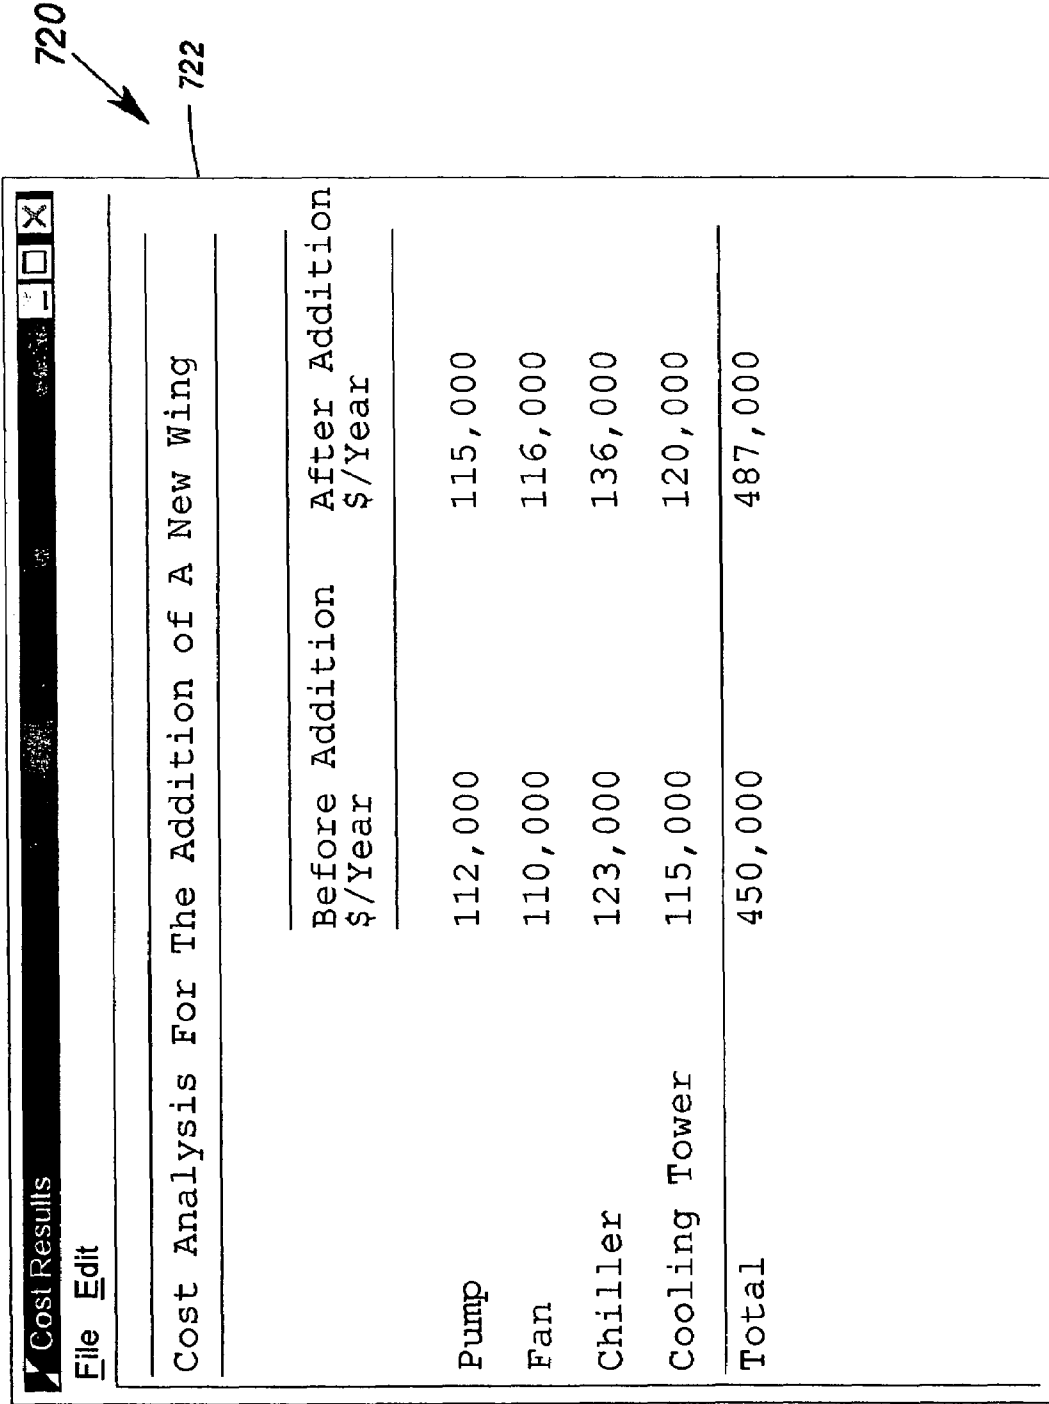 720
722
Cost Results
File Edit
Cost Analysis For The Addition of A New Wing
Before Addition After Addition
$/Year $/Year
Pump 112,000 115,000
Fan 110,000 116,000
Chiller 123,000 136,000
Cooling Tower 115,000 120,000
Total 450,000 487,000